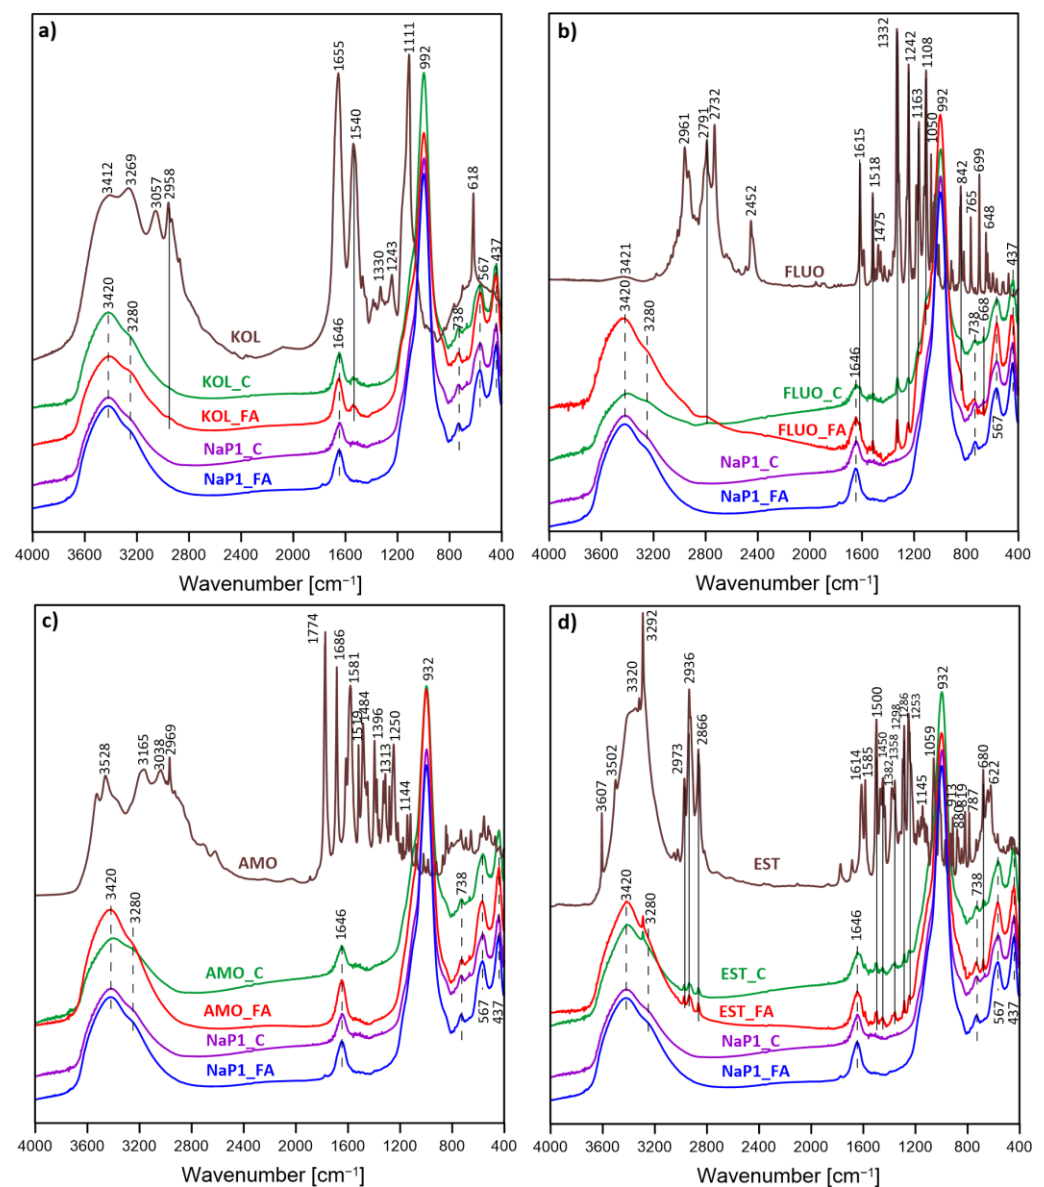 a)
3412
3269
3057
2958
1655
1540
1330
1243
1111
992
618
567
437
738
3420
3280
1646
KOL
KOL_C
KOL_FA
NaP1_C
NaP1_FA
4000 3600 3200 2800 2400 2000 1600 1200 800 400
Wavenumber [cm⁻¹]
b)
2961
2791
2732
2452
1615
1518
1475
1332
1242
1163
1108
1050
992
842
765
699
648
437
3421
3420
3280
1646
738
668
567
FLUO
FLUO_C
FLUO_FA
NaP1_C
NaP1_FA
4000 3600 3200 2800 2400 2000 1600 1200 800 400
Wavenumber [cm⁻¹]
c)
3528
3165
3038
2969
1774
1686
1581
1519
1484
1396
1313
1250
1144
932
738
3420
3280
1646
567
437
AMO
AMO_C
AMO_FA
NaP1_C
NaP1_FA
4000 3600 3200 2800 2400 2000 1600 1200 800 400
Wavenumber [cm⁻¹]
d)
3607
3502
3320
3292
2973
2936
2866
1614
1585
1500
1450
1382
1358
1298
1286
1253
1145
1059
932
913
880
819
787
680
622
738
3420
3280
1646
567
437
EST
EST_C
EST_FA
NaP1_C
NaP1_FA
4000 3600 3200 2800 2400 2000 1600 1200 800 400
Wavenumber [cm⁻¹]